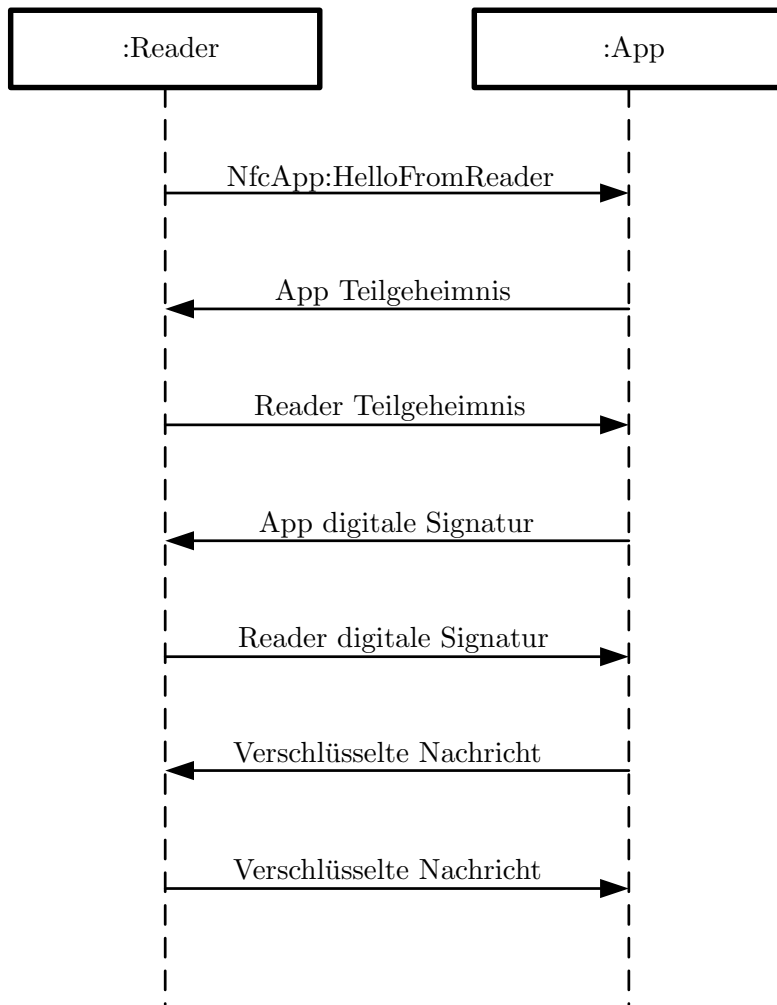 :Reader
:App
NfcApp:HelloFromReader
App Teilgeheimnis
Reader Teilgeheimnis
App digitale Signatur
Reader digitale Signatur
Verschlüsselte Nachricht
Verschlüsselte Nachricht